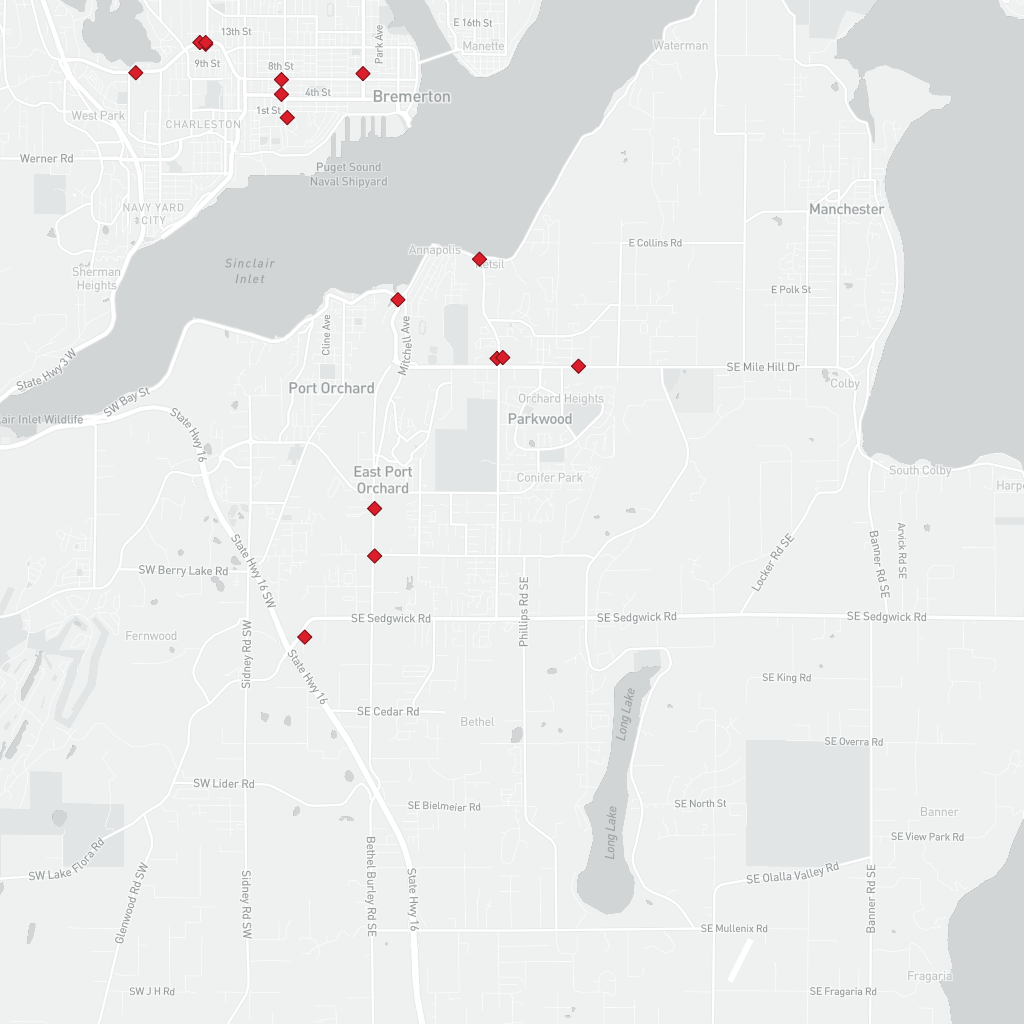 E 16th St
13th St
Park Ave
Manette
Waterman
9th St
8th St
4th St
Bremerton
1st St
West Park
CHARLESTON
Werner Rd
Puget Sound
Naval Shipyard
NAVY YARD
CITY
Manchester
E Collins Rd
Annapolis
Sinclair
Inlet
Sherman
Heights
E Polk St
Cline Ave
Mitchell Ave
State Hwy 3 W
SE Mile Hill Dr
Colby
Port Orchard
SW Bay St
Orchard Heights
Parkwood
State Hwy 16
Inlet Wildlife
East Port
Orchard
Conifer Park
South Colby
Banner Rd SE
Arvick Rd SE
Locker Rd SE
SW Berry Lake Rd
State Hwy 16 SW
Phillips Rd SE
SE Sedgwick Rd
SE Sedgwick Rd
SE Sedgwick Rd
Fernwood
Sidney Rd SW
State Hwy 16
SE King Rd
Long Lake
SE Cedar Rd
Bethel
SE Overra Rd
SW Lider Rd
SE Bielmeier Rd
SE North St
Banner
Long Lake
SE View Park Rd
SW Lake Flora Rd
Glenwood Rd SW
Sidney Rd SW
Bethel Burley Rd SE
State Hwy 16
SE Olalla Valley Rd
Banner Rd SE
SE Mullenix Rd
Fragaria
SW J H Rd
SE Fragaria Rd